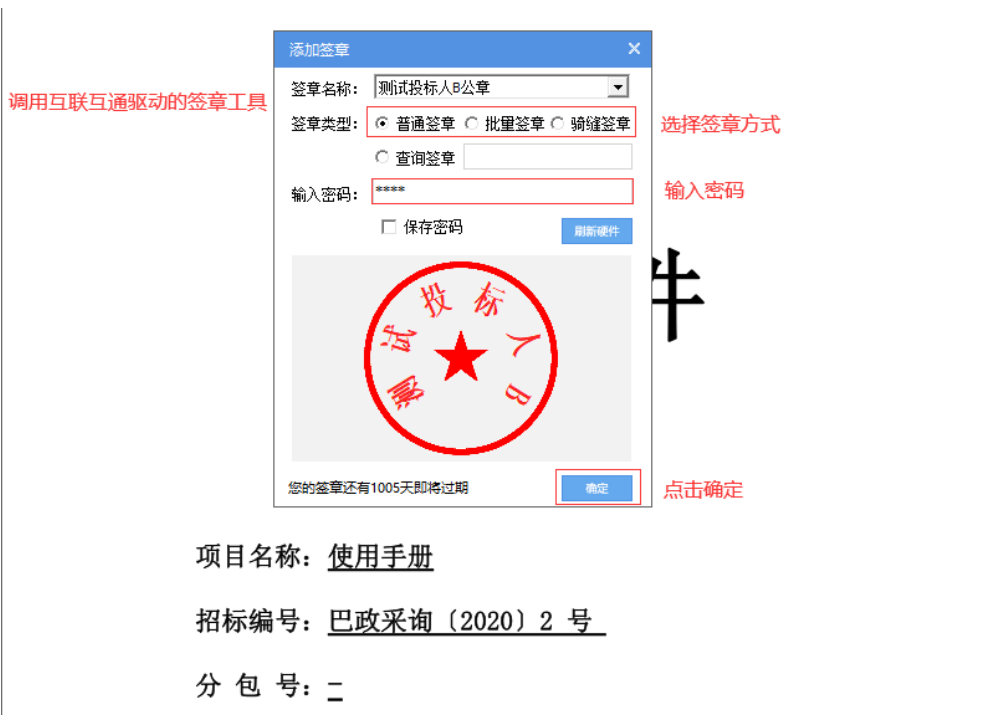 添加签章
签章名称： 测试投标人B公章
调用互联互通驱动的签章工具
签章类型： 普通签章 批量签章 骑缝签章 选择签章方式
查询签章
输入密码： **** 输入密码
保存密码 刷新硬件
件
测试投标人B
您的签章还有1005天即将过期 确定 点击确定
项目名称：使用手册
招标编号：巴政采询〔2020〕2 号
分 包 号：一